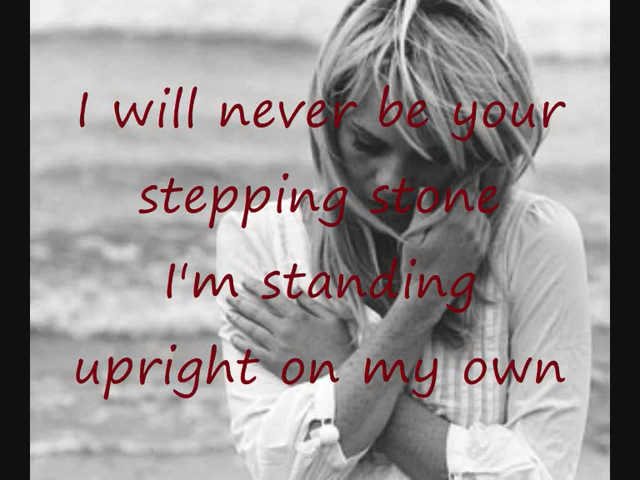 I will never be your
stepping stone
I'm standing
upright on my own